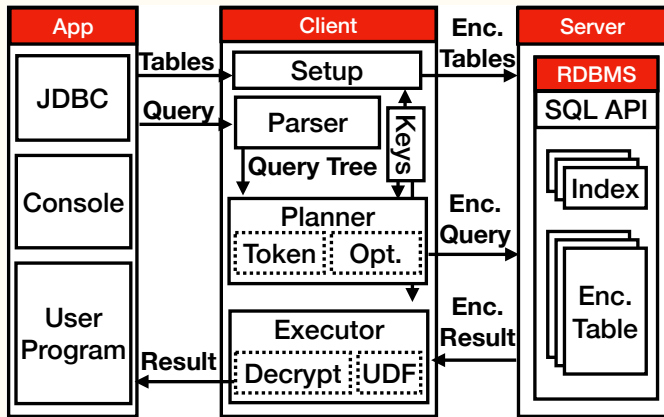 App
Client
Server
JDBC
Console
User
Program
Tables
Query
Result
Setup
Parser
Keys
Query Tree
Planner
Token
Opt.
Executor
Decrypt
UDF
Enc.
Tables
Enc.
Query
Enc.
Result
RDBMS
SQL API
Index
Enc.
Table